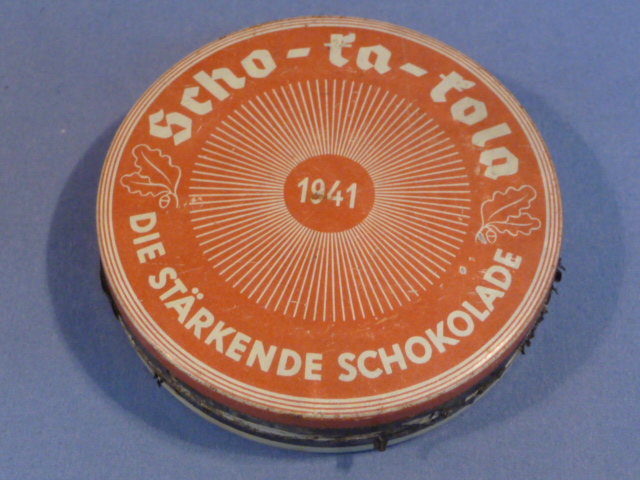 Scho-ka-kola
1941
DIE STÄRKENDE SCHOKOLADE